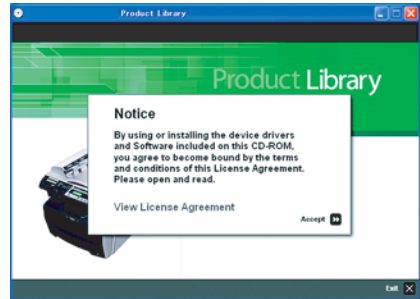 Product Library
Product Library
Notice
By using or installing the device drivers
and Software included on this CD-ROM,
you agree to become bound by the terms
and conditions of this License Agreement.
Please open and read.
View License Agreement
Accept
Exit